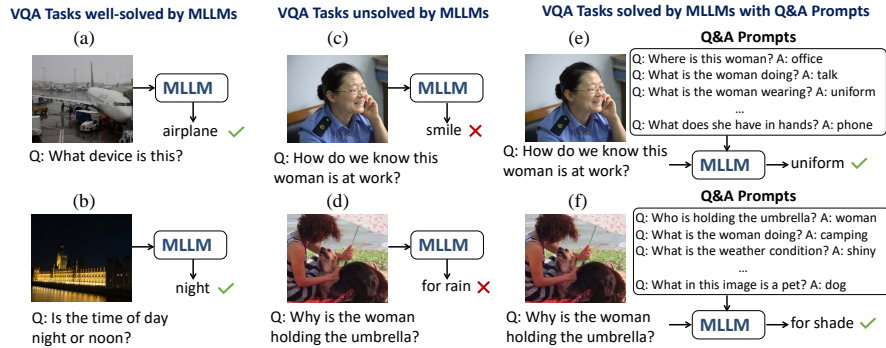 VQA Tasks well-solved by MLLMs
(a)
MLLM
airplane
Q: What device is this?
(b)
MLLM
night
Q: Is the time of day
night or noon?
VQA Tasks unsolved by MLLMs
(c)
MLLM
smile
Q: How do we know this
woman is at work?
(d)
MLLM
for rain
Q: Why is the woman
holding the umbrella?
VQA Tasks solved by MLLMs with Q&A Prompts
(e)
Q&A Prompts
Q: Where is this woman? A: office
Q: What is the woman doing? A: talk
Q: What is the woman wearing? A: uniform
...
Q: What does she have in hands? A: phone
Q: How do we know this
woman is at work?
MLLM
uniform
(f)
Q&A Prompts
Q: Who is holding the umbrella? A: woman
Q: What is the woman doing? A: camping
Q: What is the weather condition? A: shiny
...
Q: What in this image is a pet? A: dog
Q: Why is the woman
holding the umbrella?
MLLM
for shade